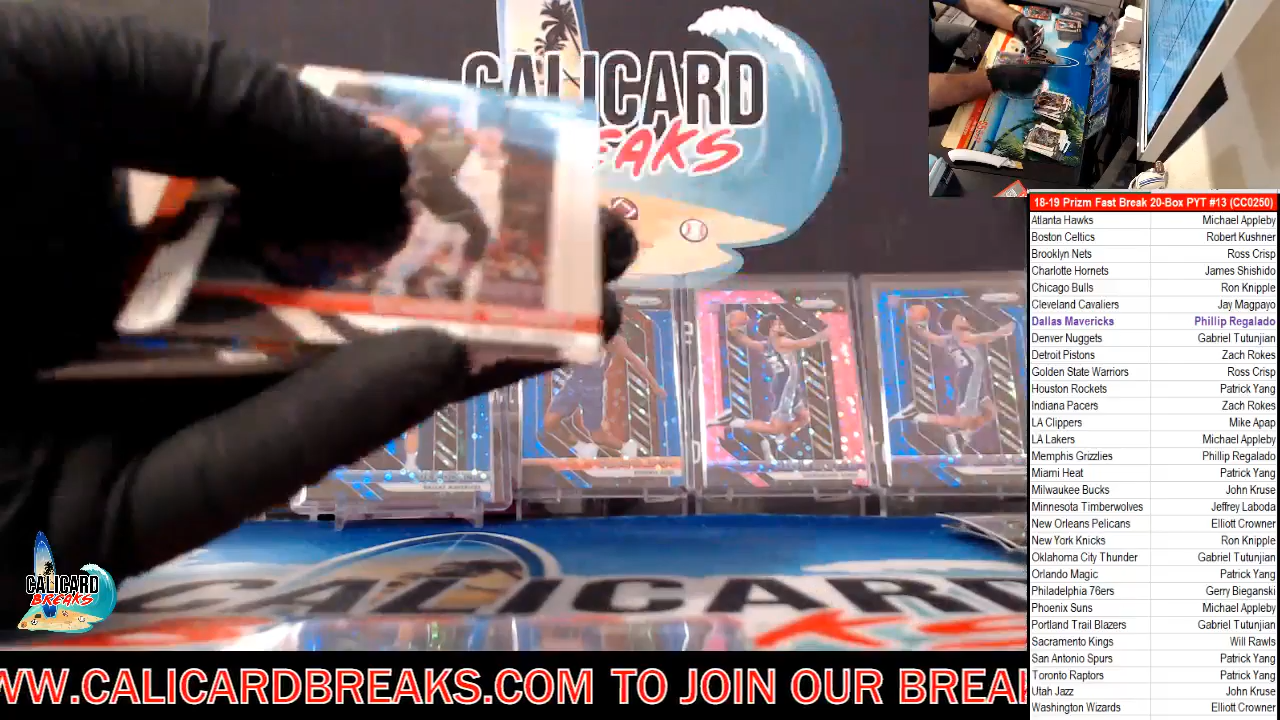 CALICARD
EAKS
18-19 Prizm Fast Break 20-Box PYT #13 (CC0250)
Atlanta Hawks Michael Appleby
Boston Celtics Robert Kushner
Brooklyn Nets Ross Crisp
Charlotte Hornets James Shishido
Chicago Bulls Ron Knipple
Cleveland Cavaliers Jay Magpayo
Dallas Mavericks Phillip Regalado
Denver Nuggets Gabriel Tutunjian
Detroit Pistons Zach Rokes
Golden State Warriors Ross Crisp
Houston Rockets Patrick Yang
Indiana Pacers Zach Rokes
LA Clippers Mike Apap
LA Lakers Michael Appleby
Memphis Grizzlies Phillip Regalado
Miami Heat Patrick Yang
Milwaukee Bucks John Kruse
Minnesota Timberwolves Jeffrey Laboda
New Orleans Pelicans Elliott Crowner
New York Knicks Ron Knipple
Oklahoma City Thunder Gabriel Tutunjian
Orlando Magic Patrick Yang
Philadelphia 76ers Gerry Bieganski
Phoenix Suns Michael Appleby
Portland Trail Blazers Gabriel Tutunjian
Sacramento Kings Will Rawls
San Antonio Spurs Patrick Yang
Toronto Raptors Patrick Yang
Utah Jazz John Kruse
Washington Wizards Elliott Crowner
DALLAS MAVERICKS
CALICARD
BREAKS
CALICARD
WW.CALICARDBREAKS.COM TO JOIN OUR BREA